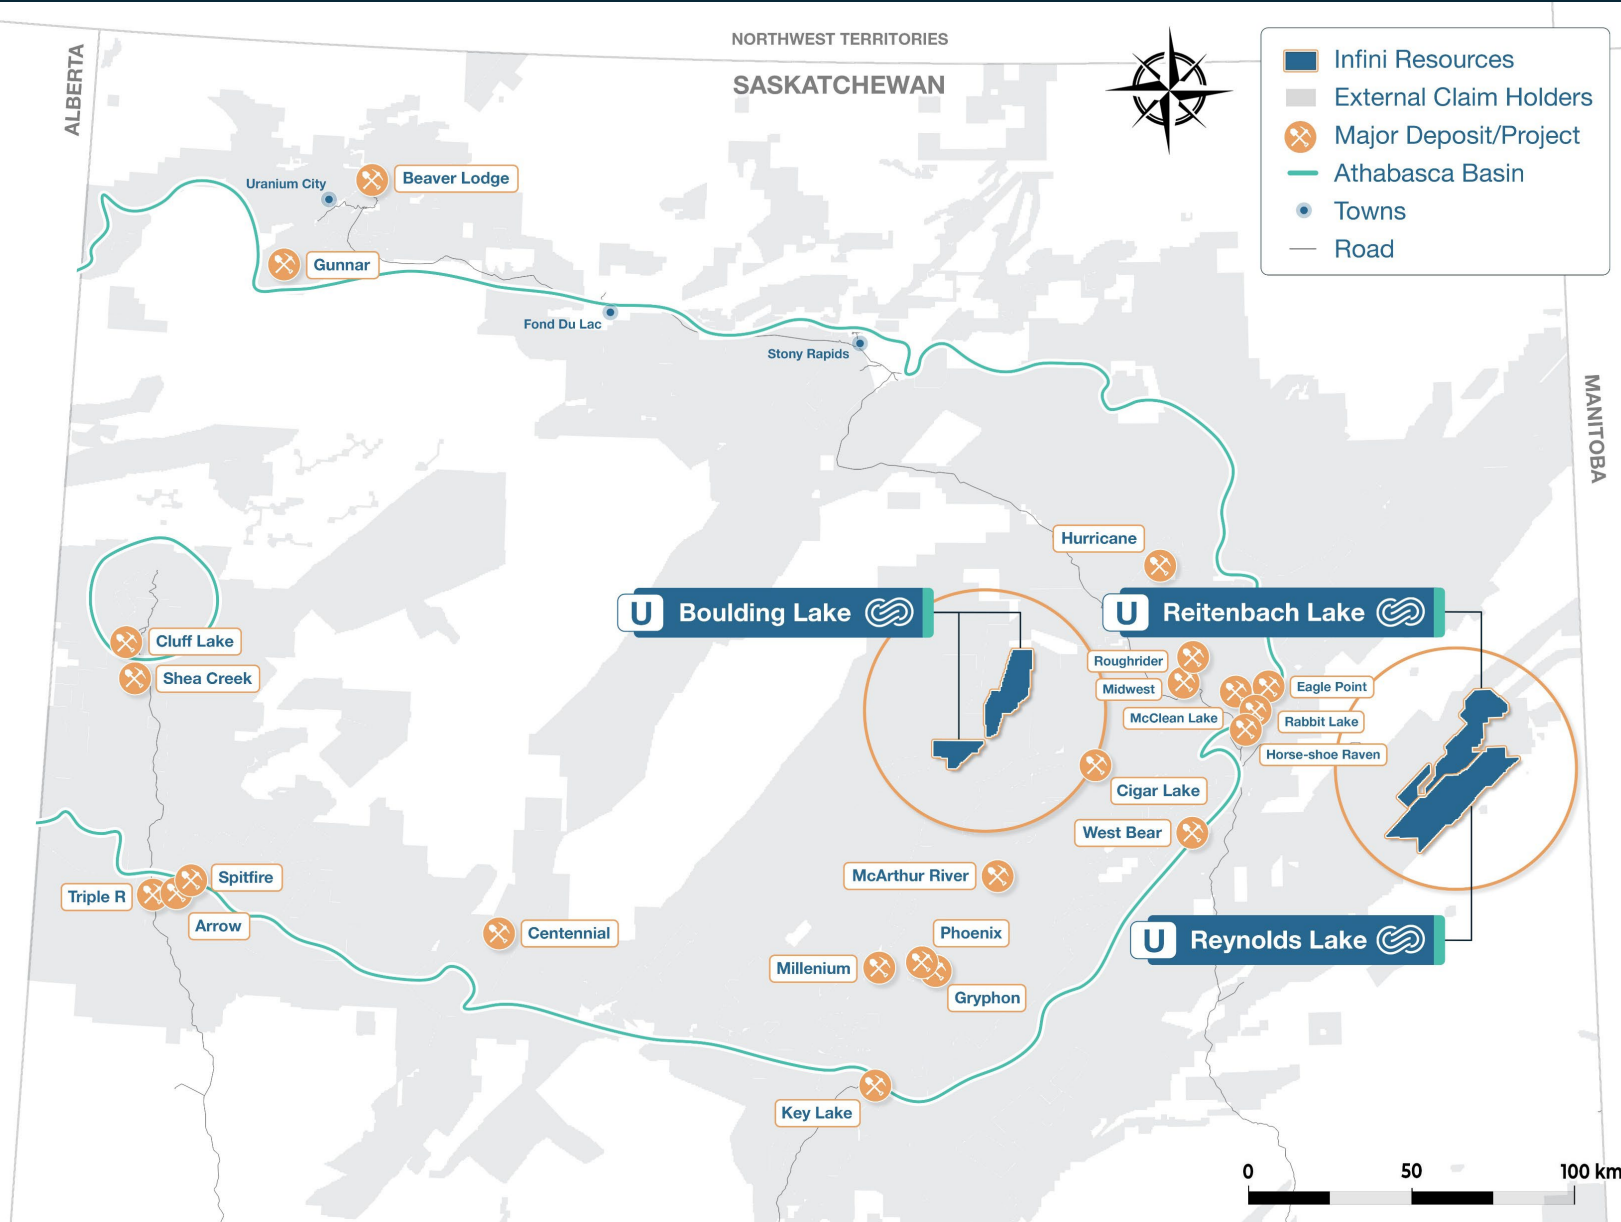 NORTHWEST TERRITORIES
SASKATCHEWAN
ALBERTA
MANITOBA
Infini Resources
External Claim Holders
Major Deposit/Project
Athabasca Basin
Towns
Road
Uranium City
Beaver Lodge
Gunnar
Fond Du Lac
Stony Rapids
Hurricane
U Boulding Lake
U Reitenbach Lake
Cluff Lake
Shea Creek
Roughrider
Midwest
Eagle Point
McClean Lake
Rabbit Lake
Horse-shoe Raven
Cigar Lake
West Bear
McArthur River
Spitfire
Triple R
Arrow
Centennial
Phoenix
Millenium
Gryphon
U Reynolds Lake
Key Lake
0 50 100 km